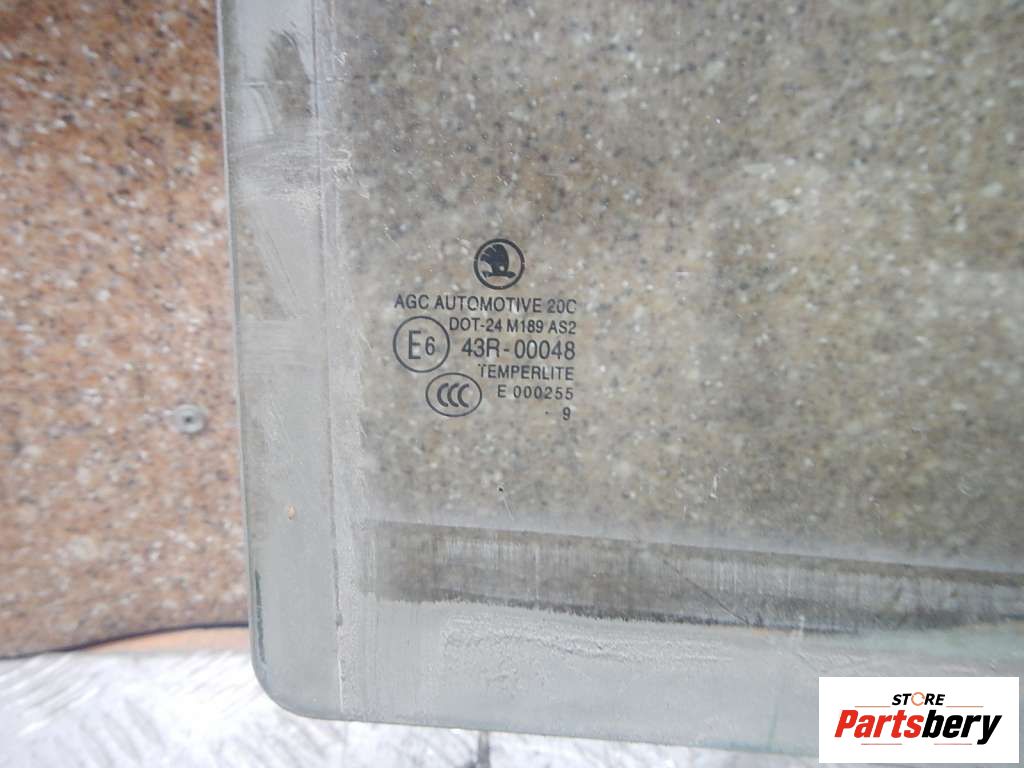 AGC AUTOMOTIVE 20C
DOT-24 M189 AS2
E6 43R-00048
TEMPERLITE
CCC E 000255
9
STORE
Partsbery